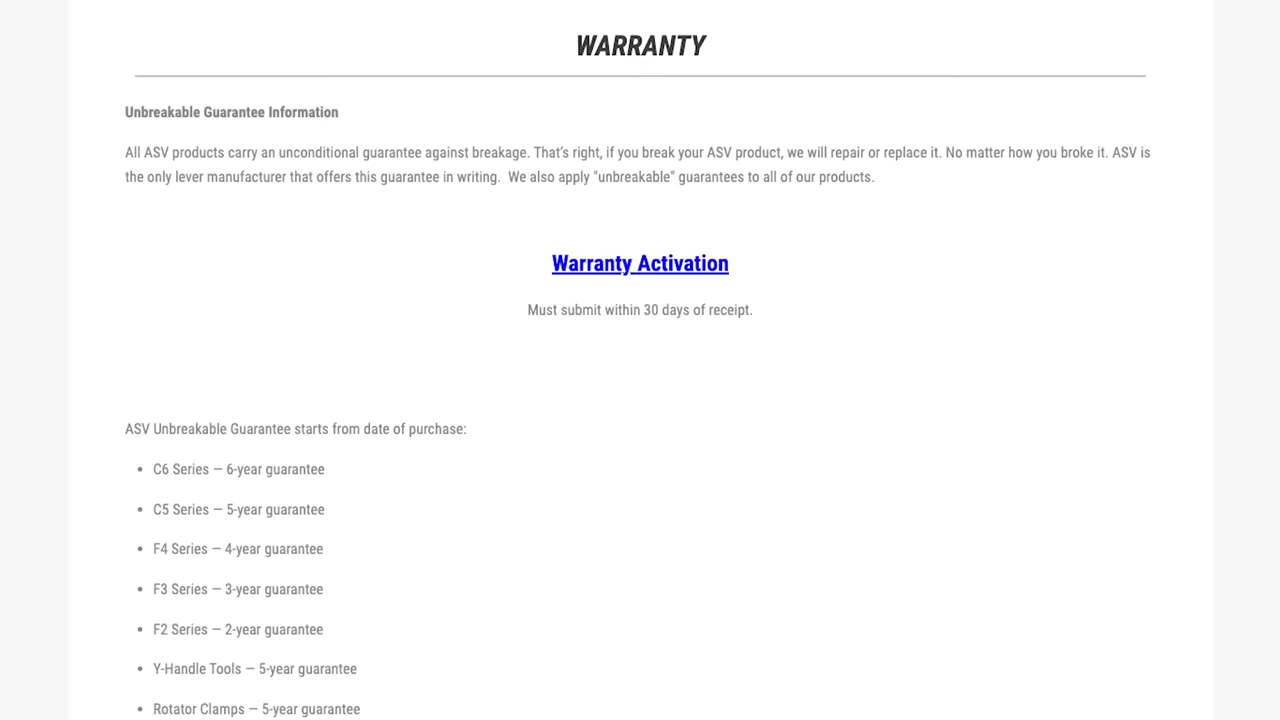 WARRANTY
Unbreakable Guarantee Information
All ASV products carry an unconditional guarantee against breakage. That’s right, if you break your ASV product, we will repair or replace it. No matter how you broke it. ASV is
the only lever manufacturer that offers this guarantee in writing.  We also apply "unbreakable" guarantees to all of our products.
Warranty Activation
Must submit within 30 days of receipt.
ASV Unbreakable Guarantee starts from date of purchase:
• C6 Series — 6-year guarantee
• C5 Series — 5-year guarantee
• F4 Series — 4-year guarantee
• F3 Series — 3-year guarantee
• F2 Series — 2-year guarantee
• Y-Handle Tools — 5-year guarantee
• Rotator Clamps — 5-year guarantee